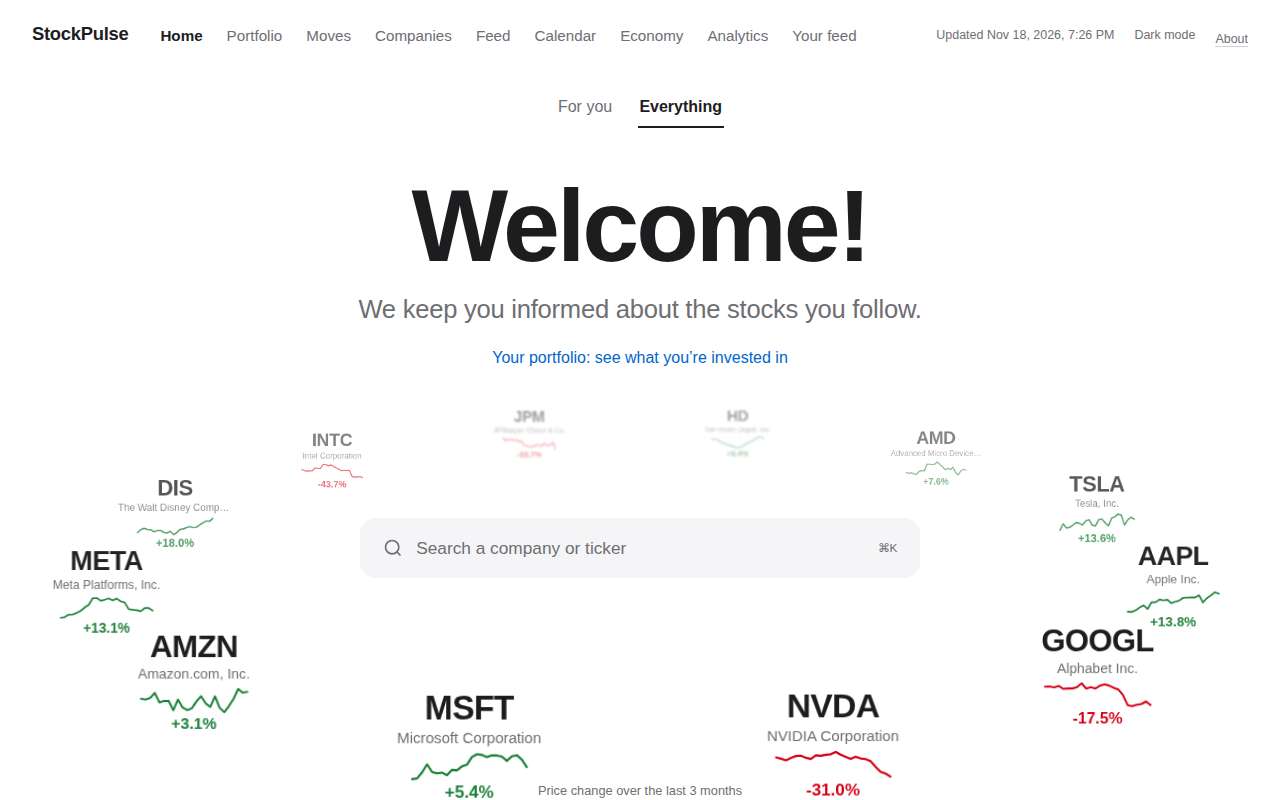 StockPulse Home Portfolio Moves Companies Feed Calendar Economy Analytics Your feed Updated Nov 18, 2026, 7:26 PM Dark mode About
For you Everything
Welcome!
We keep you informed about the stocks you follow.
Your portfolio: see what you’re invested in
JPM
HD
INTC
Intel Corporation
-43.7%
AMD
Advanced Micro Device...
+7.6%
DIS
The Walt Disney Comp...
+18.0%
TSLA
Tesla, Inc.
+13.6%
Search a company or ticker ⌘K
META
Meta Platforms, Inc.
+13.1%
AAPL
Apple Inc.
+13.8%
AMZN
Amazon.com, Inc.
+3.1%
GOOGL
Alphabet Inc.
-17.5%
MSFT
Microsoft Corporation
+5.4%
NVDA
NVIDIA Corporation
-31.0%
Price change over the last 3 months